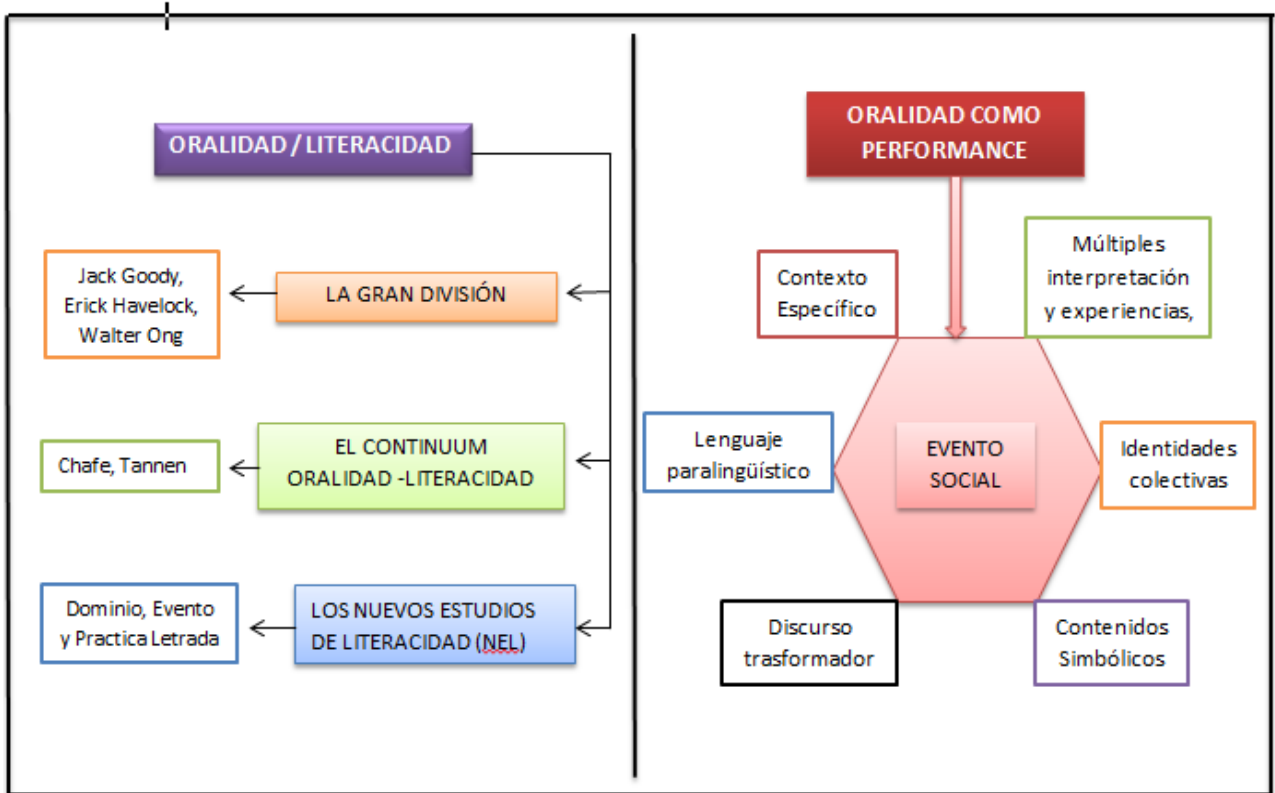 ORALIDAD / LITERACIDAD
Jack Goody,
Erick Havelock,
Walter Ong
LA GRAN DIVISIÓN
Chafe, Tannen
EL CONTINUUM
ORALIDAD -LITERACIDAD
Dominio, Evento
y Practica Letrada
LOS NUEVOS ESTUDIOS
DE LITERACIDAD (NEL)
ORALIDAD COMO
PERFORMANCE
Contexto
Específico
Múltiples
interpretación
y experiencias,
Lenguaje
paralingüístico
EVENTO
SOCIAL
Identidades
colectivas
Discurso
trasformador
Contenidos
Simbólicos